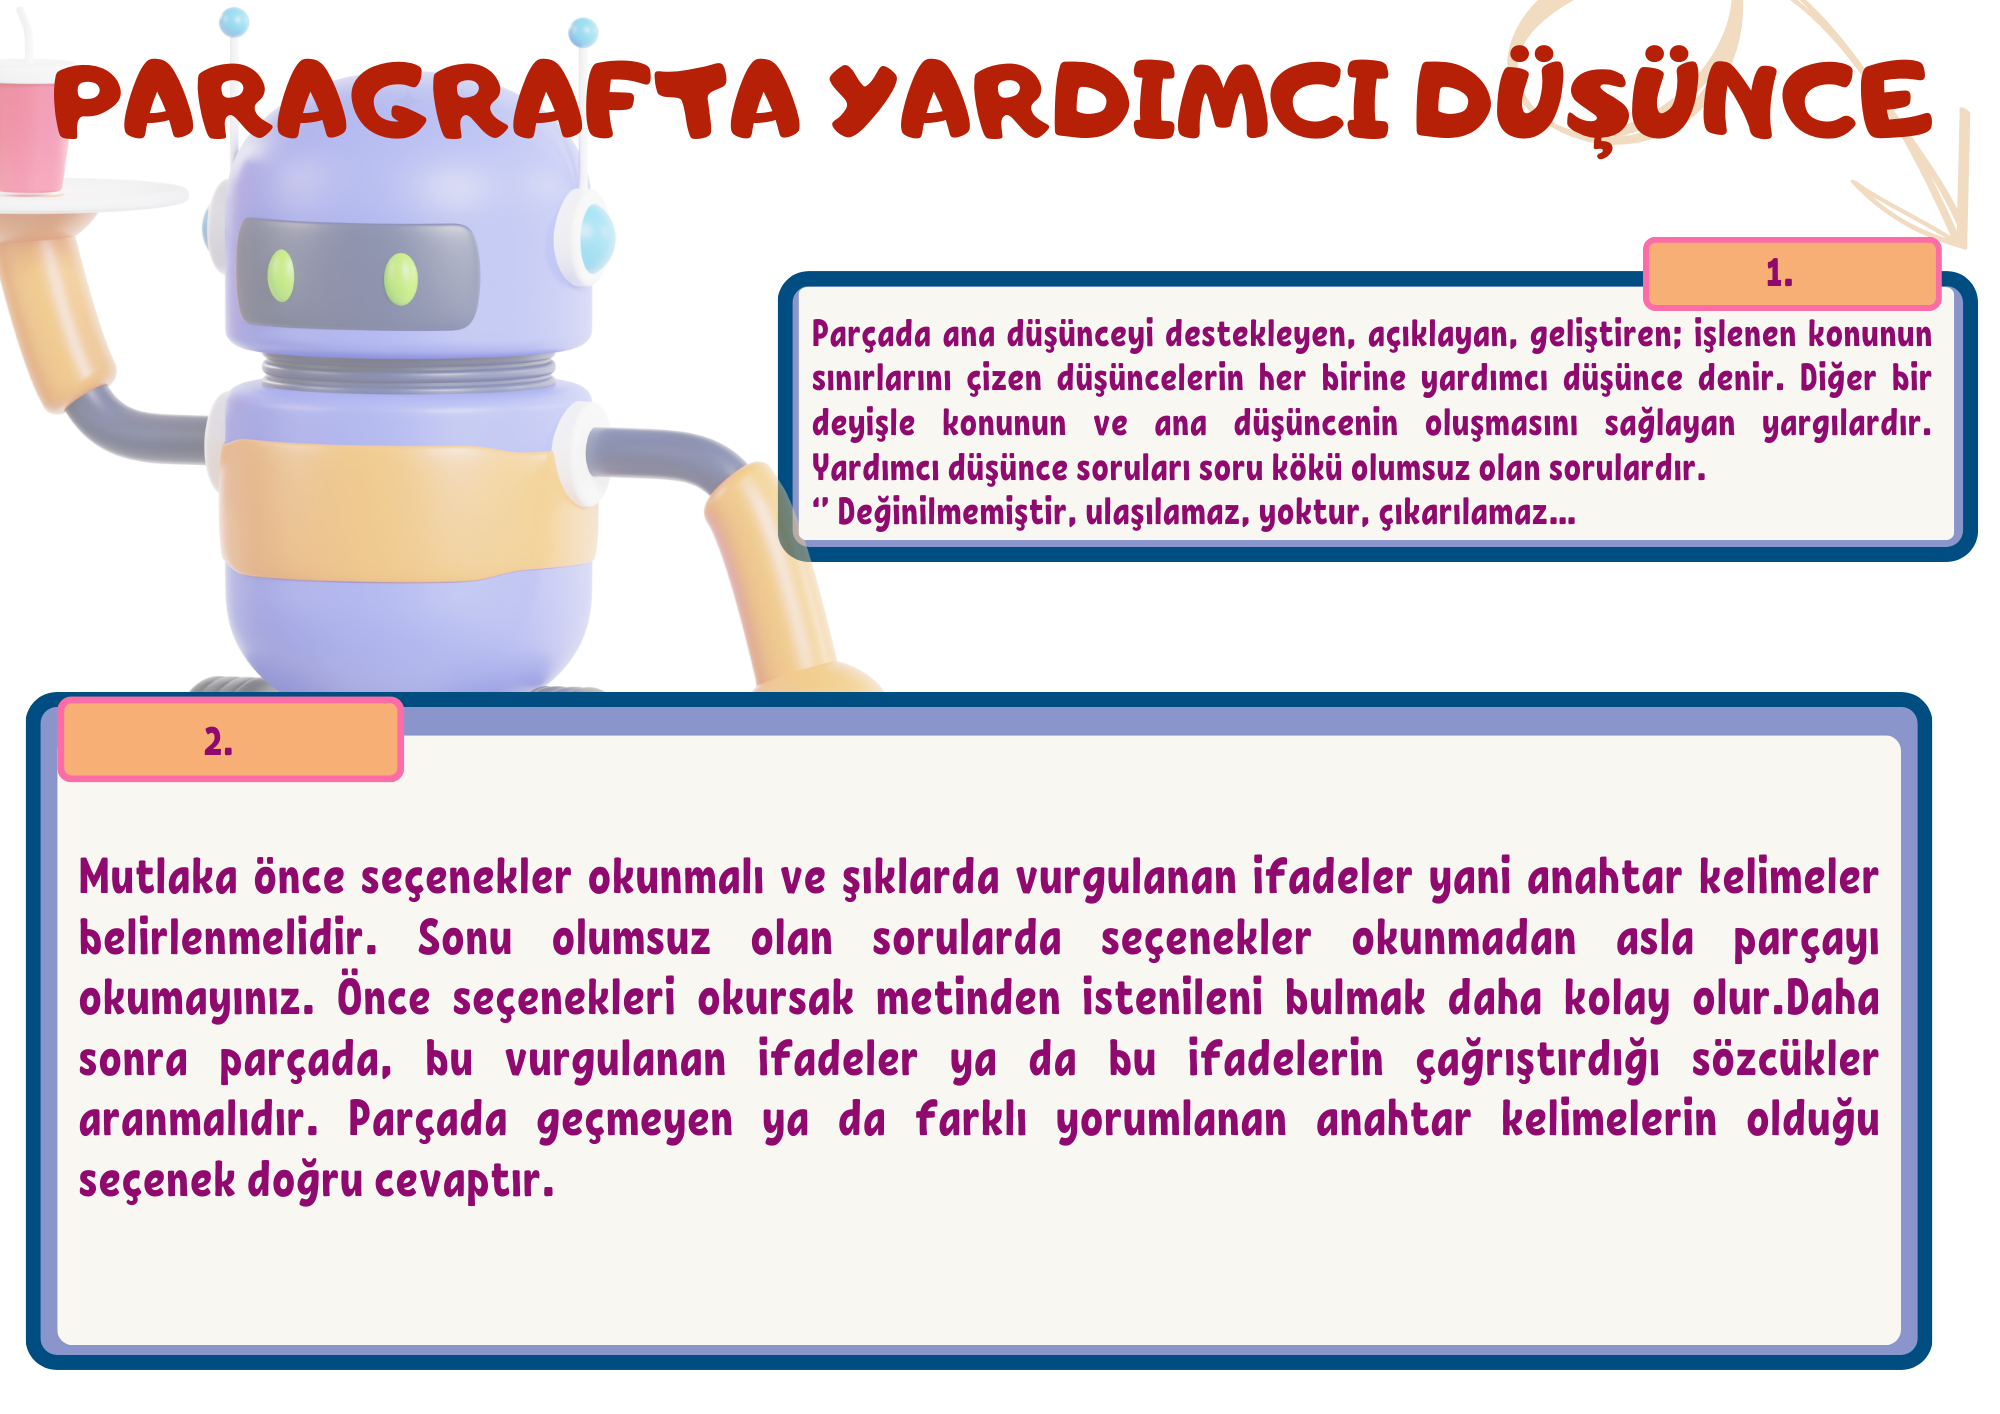 PARAGRAFTA YARDIMCI DÜŞÜNCE
1.
Parçada ana düşünceyi destekleyen, açıklayan, geliştiren; işlenen konunun
sınırlarını çizen düşüncelerin her birine yardımcı düşünce denir. Diğer bir
deyişle konunun ve ana düşüncenin oluşmasını sağlayan yargılardır.
Yardımcı düşünce soruları soru kökü olumsuz olan sorulardır.
‘’ Değinilmemiştir, ulaşılamaz, yoktur, çıkarılamaz...
2.
Mutlaka önce seçenekler okunmalı ve şıklarda vurgulanan ifadeler yani anahtar kelimeler
belirlenmelidir. Sonu olumsuz olan sorularda seçenekler okunmadan asla parçayı
okumayınız. Önce seçenekleri okursak metinden istenileni bulmak daha kolay olur.Daha
sonra parçada, bu vurgulanan ifadeler ya da bu ifadelerin çağrıştırdığı sözcükler
aranmalıdır. Parçada geçmeyen ya da farklı yorumlanan anahtar kelimelerin olduğu
seçenek doğru cevaptır.